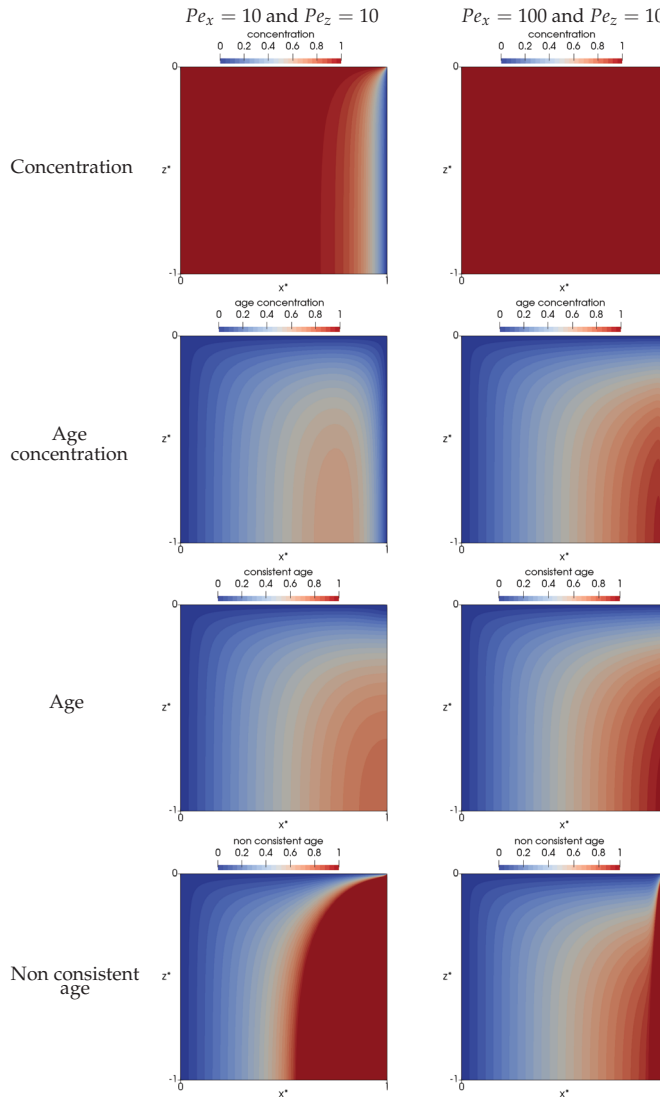 Pe_x = 10 and Pe_z = 10
Pe_x = 100 and Pe_z = 10
concentration
0 0.2 0.4 0.6 0.8 1
concentration
0 0.2 0.4 0.6 0.8 1
Concentration
0
z*
-1
0 x* 1
0
z*
-1
0 x*
age concentration
0 0.2 0.4 0.6 0.8 1
age concentration
0 0.2 0.4 0.6 0.8 1
Age
concentration
0
z*
-1
0 x* 1
0
z*
-1
0 x*
consistent age
0 0.2 0.4 0.6 0.8 1
consistent age
0 0.2 0.4 0.6 0.8 1
Age
0
z*
-1
0 x* 1
0
z*
-1
0 x*
non consistent age
0 0.2 0.4 0.6 0.8 1
non consistent age
0 0.2 0.4 0.6 0.8 1
Non consistent
age
0
z*
-1
0 x* 1
0
z*
-1
0 x*